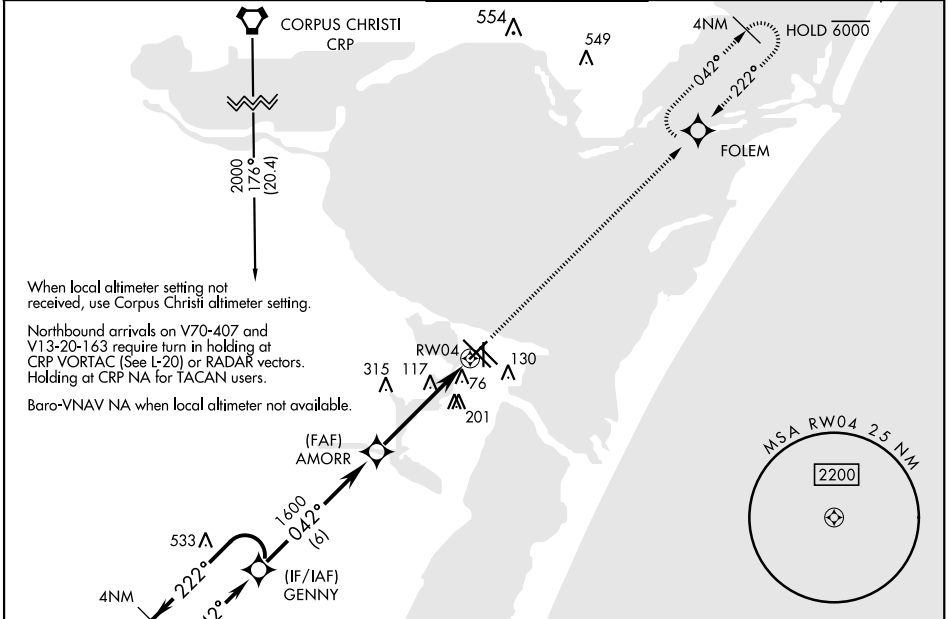 CORPUS CHRISTI
CRP
554
549
4NM
HOLD 6000
042°
222°
FOLEM
2000
176°
(20.4)
When local altimeter setting not
received, use Corpus Christi altimeter setting.
Northbound arrivals on V70-407 and
V13-20-163 require turn in holding at
CRP VORTAC (See L-20) or RADAR vectors.
Holding at CRP NA for TACAN users.
Baro-VNAV NA when local altimeter not available.
RW04
315
117
76
130
201
(FAF)
AMORR
1600
042°
(6)
533
222°
(IF/IAF)
GENNY
4NM
2°
MSA RW04 25 NM
2200